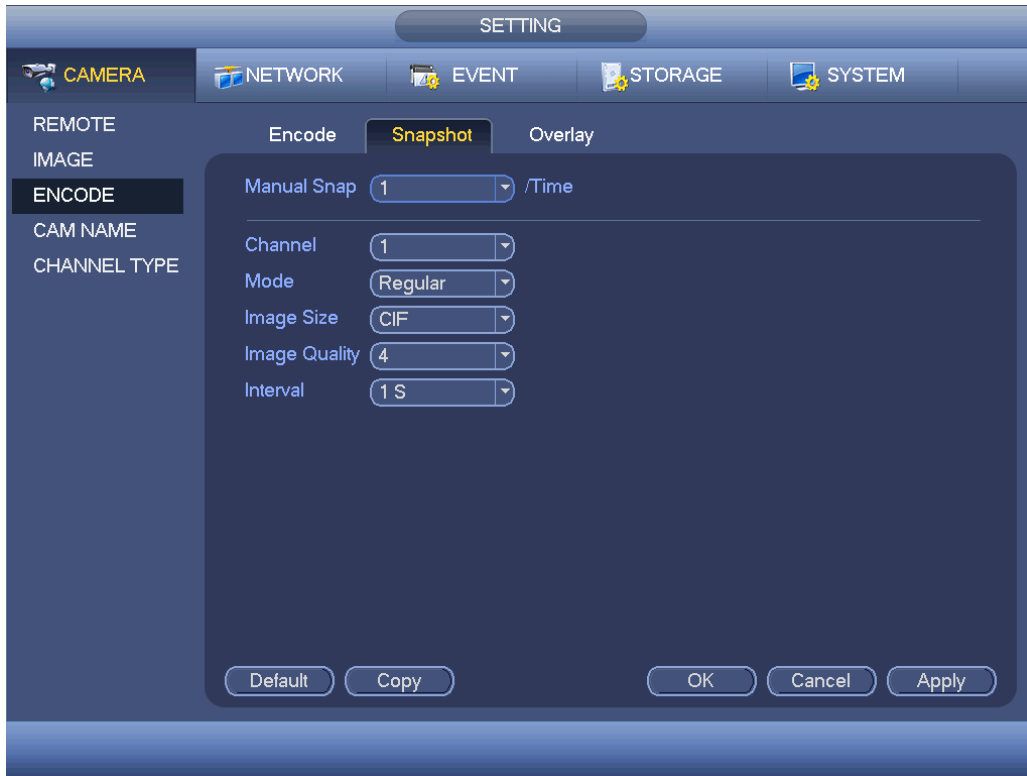 SETTING
CAMERA NETWORK EVENT STORAGE SYSTEM
REMOTE
IMAGE
ENCODE
CAM NAME
CHANNEL TYPE
Encode Snapshot Overlay
Manual Snap 1 /Time
Channel 1
Mode Regular
Image Size CIF
Image Quality 4
Interval 1 S
Default Copy OK Cancel Apply